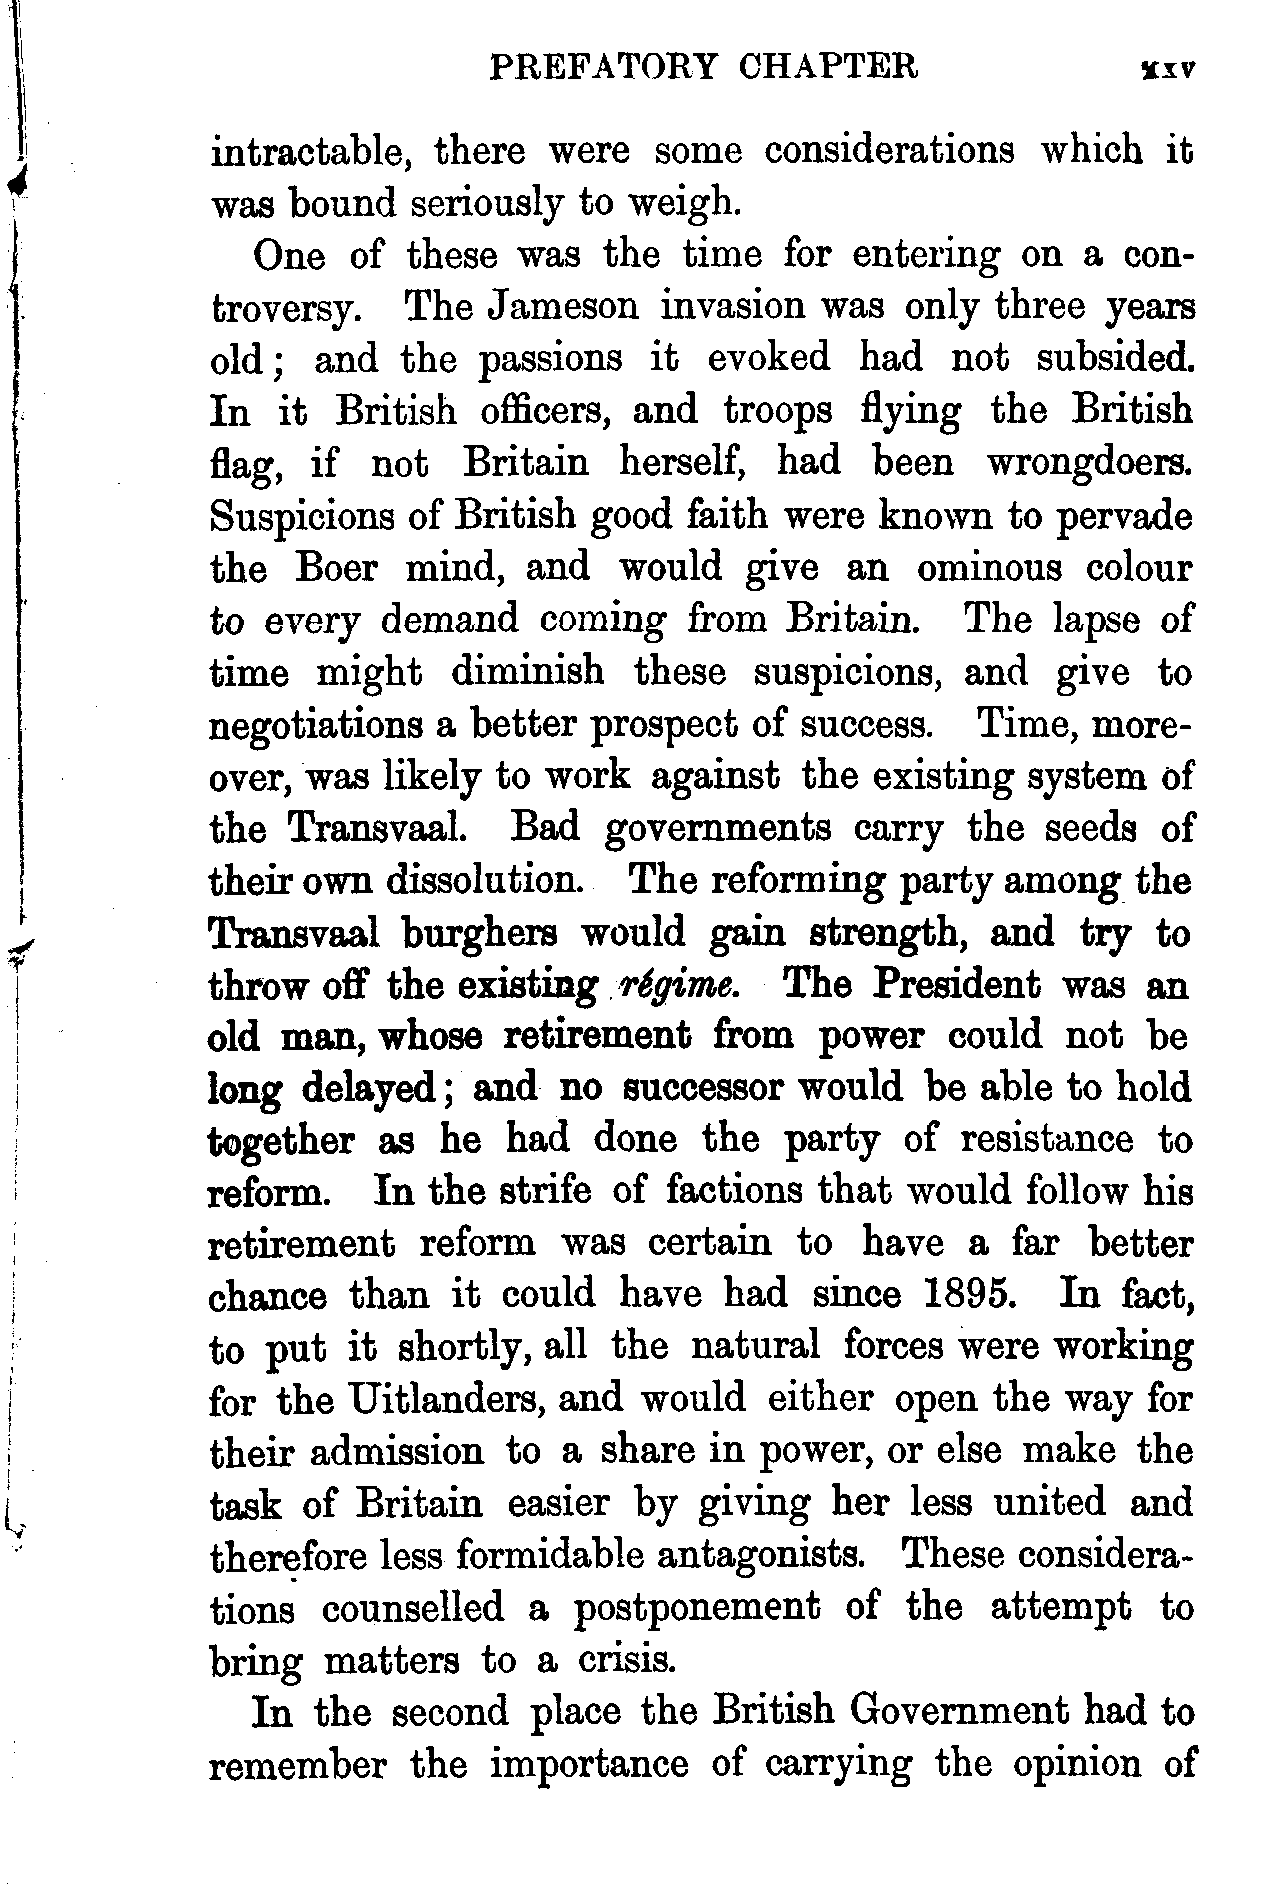 PREFATORY CHAPTER xxv
intractable, there were some considerations which it
was bound seriously to weigh.
One of these was the time for entering on a con-
troversy. The Jameson invasion was only three years
old; and the passions it evoked had not subsided.
In it British officers, and troops flying the British
flag, if not Britain herself, had been wrongdoers.
Suspicions of British good faith were known to pervade
the Boer mind, and would give an ominous colour
to every demand coming from Britain. The lapse of
time might diminish these suspicions, and give to
negotiations a better prospect of success. Time, more-
over, was likely to work against the existing system of
the Transvaal. Bad governments carry the seeds of
their own dissolution. The reforming party among the
Transvaal burghers would gain strength, and try to
throw off the existing régime. The President was an
old man, whose retirement from power could not be
long delayed; and no successor would be able to hold
together as he had done the party of resistance to
reform. In the strife of factions that would follow his
retirement reform was certain to have a far better
chance than it could have had since 1895. In fact,
to put it shortly, all the natural forces were working
for the Uitlanders, and would either open the way for
their admission to a share in power, or else make the
task of Britain easier by giving her less united and
therefore less formidable antagonists. These considera-
tions counselled a postponement of the attempt to
bring matters to a crisis.
In the second place the British Government had to
remember the importance of carrying the opinion of